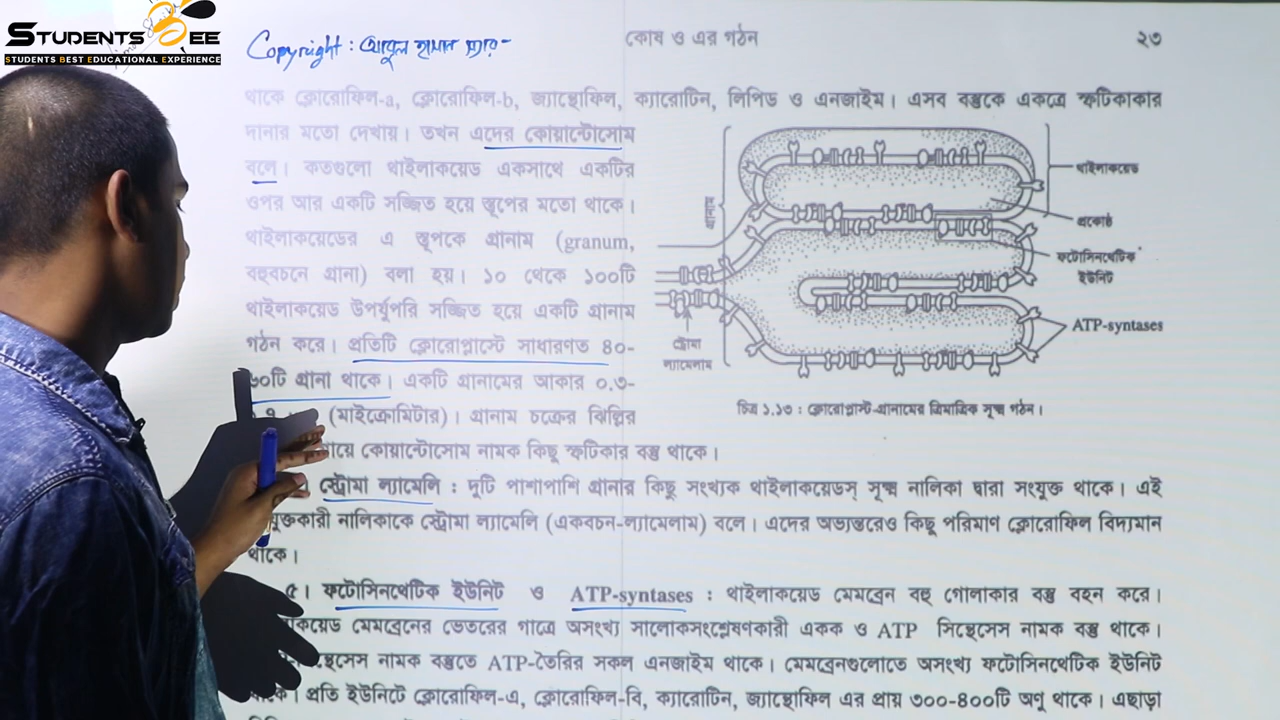 STUDENTS BEE
STUDENTS BEST EDUCATIONAL EXPERIENCE
Copyright : আবুল হাসান স্যার-
কোষ ও এর গঠন
২৩
থাকে ক্লোরোফিল-a, ক্লোরোফিল-b, জ্যান্থোফিল, ক্যারোটিন, লিপিড ও এনজাইম। এসব বস্তুকে একত্রে স্ফটিকাকার
দানার মতো দেখায়। তখন এদের কোয়ান্টোসোম
বলে। কতগুলো থাইলাকয়েড একসাথে একটির
ওপর আর একটি সজ্জিত হয়ে স্তূপের মতো থাকে।
থাইলাকয়েডের এ স্তূপকে গ্রানাম (granum,
বহুবচনে গ্রানা) বলা হয়। ১০ থেকে ১০০টি
থাইলাকয়েড উপর্যুপরি সজ্জিত হয়ে একটি গ্রানাম
গঠন করে। প্রতিটি ক্লোরোপ্লাস্টে সাধারণত ৪০-
৬০টি গ্রানা থাকে। একটি গ্রানামের আকার ০.৩-
(মাইক্রোমিটার)। গ্রানাম চক্রের ঝিল্লির
গ্রানাম
থাইলাকয়েড
প্রকোষ্ঠ
ফটোসিনথেটিক
ইউনিট
ATP-syntases
স্ট্রোমা
ল্যামেলাম
চিত্র ১.১৩ : ক্লোরোপ্লাস্ট-গ্রানামের ত্রিমাত্রিক সূক্ষ্ম গঠন।
কোয়ান্টোসোম নামক কিছু স্ফটিকার বস্তু থাকে।
স্ট্রোমা ল্যামেলি : দুটি পাশাপাশি গ্রানার কিছু সংখ্যক থাইলাকয়েডস্ সূক্ষ্ম নালিকা দ্বারা সংযুক্ত থাকে। এই
নালিকাকে স্ট্রোমা ল্যামেলি (একবচন-ল্যামেলাম) বলে। এদের অভ্যন্তরেও কিছু পরিমাণ ক্লোরোফিল বিদ্যমান
থাকে।
৫। ফটোসিনথেটিক ইউনিট ও ATP-syntases : থাইলাকয়েড মেমব্রেন বহু গোলাকার বস্তু বহন করে।
মেমব্রেনের ভেতরের গাত্রে অসংখ্য সালোকসংশ্লেষণকারী একক ও ATP সিন্থেসেস নামক বস্তু থাকে।
নামক বস্তুতে ATP-তৈরির সকল এনজাইম থাকে। মেমব্রেনগুলোতে অসংখ্য ফটোসিনথেটিক ইউনিট
প্রতি ইউনিটে ক্লোরোফিল-এ, ক্লোরোফিল-বি, ক্যারোটিন, জ্যান্থোফিল এর প্রায় ৩০০-৪০০টি অণু থাকে। এছাড়া